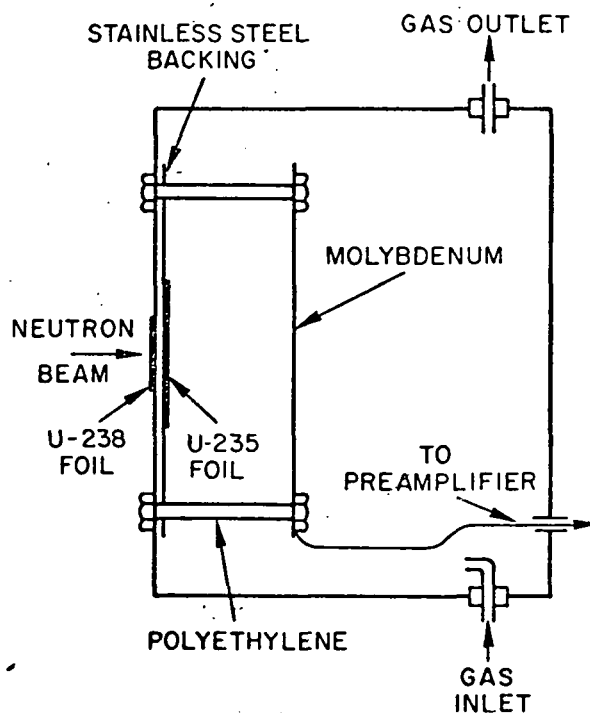 STAINLESS STEEL
BACKING
GAS OUTLET
MOLYBDENUM
NEUTRON
BEAM
U-238
FOIL
U-235
FOIL
TO
PREAMPLIFIER
POLYETHYLENE
GAS
INLET